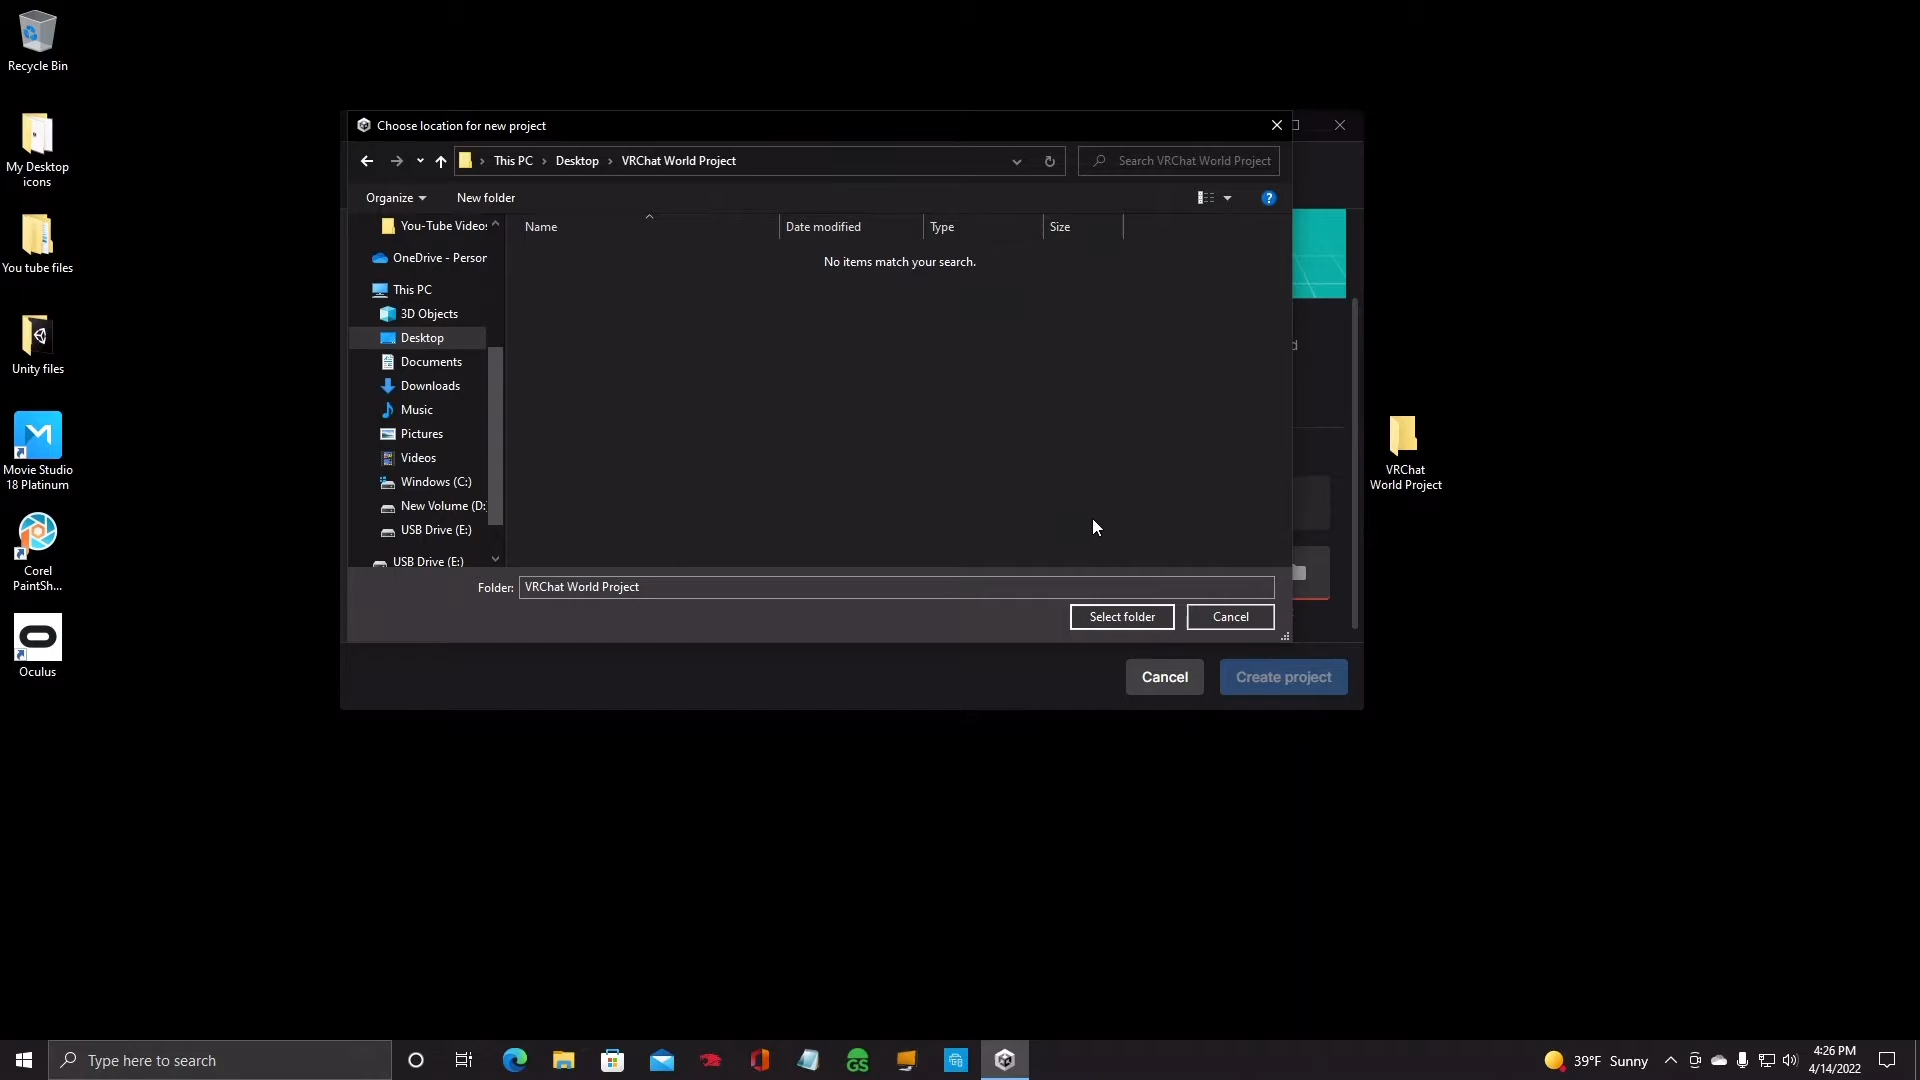 Recycle Bin
My Desktop
icons
You tube files
Unity files
Movie Studio
18 Platinum
Corel
PaintSh...
Oculus
Choose location for new project
This PC > Desktop > VRChat World Project
Search VRChat World Project
Organize
New folder
You-Tube Videos
OneDrive - Person
This PC
3D Objects
Desktop
Documents
Downloads
Music
Pictures
Videos
Windows (C:)
New Volume (D:
USB Drive (E:)
USB Drive (E:)
Name
Date modified
Type
Size
No items match your search.
Folder: VRChat World Project
Select folder
Cancel
Cancel
Create project
VRChat
World Project
Type here to search
GS
39°F Sunny
4:26 PM
4/14/2022